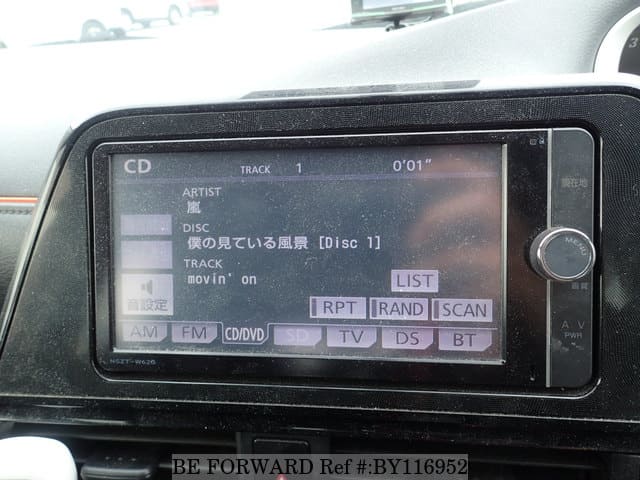 CD TRACK 1 0'01"
ARTIST
嵐
DISC
僕の見ている風景 [Disc 1]
TRACK
movin' on
LIST
音設定
RPT RAND SCAN
AM FM CD/DVD SD TV DS BT
NSZT-W62G
現在地
MENU
画質
AV
PWR
3
BE FORWARD Ref #:BY116952